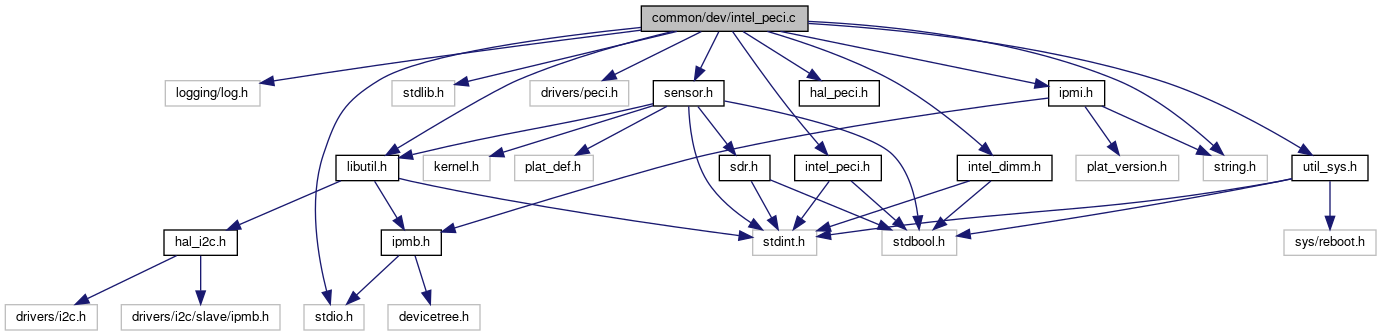 common/dev/intel_peci.c
logging/log.h
stdlib.h
drivers/peci.h
sensor.h
hal_peci.h
ipmi.h
libutil.h
kernel.h
plat_def.h
sdr.h
intel_peci.h
intel_dimm.h
plat_version.h
string.h
util_sys.h
hal_i2c.h
ipmb.h
stdint.h
stdbool.h
sys/reboot.h
drivers/i2c.h
drivers/i2c/slave/ipmb.h
stdio.h
devicetree.h